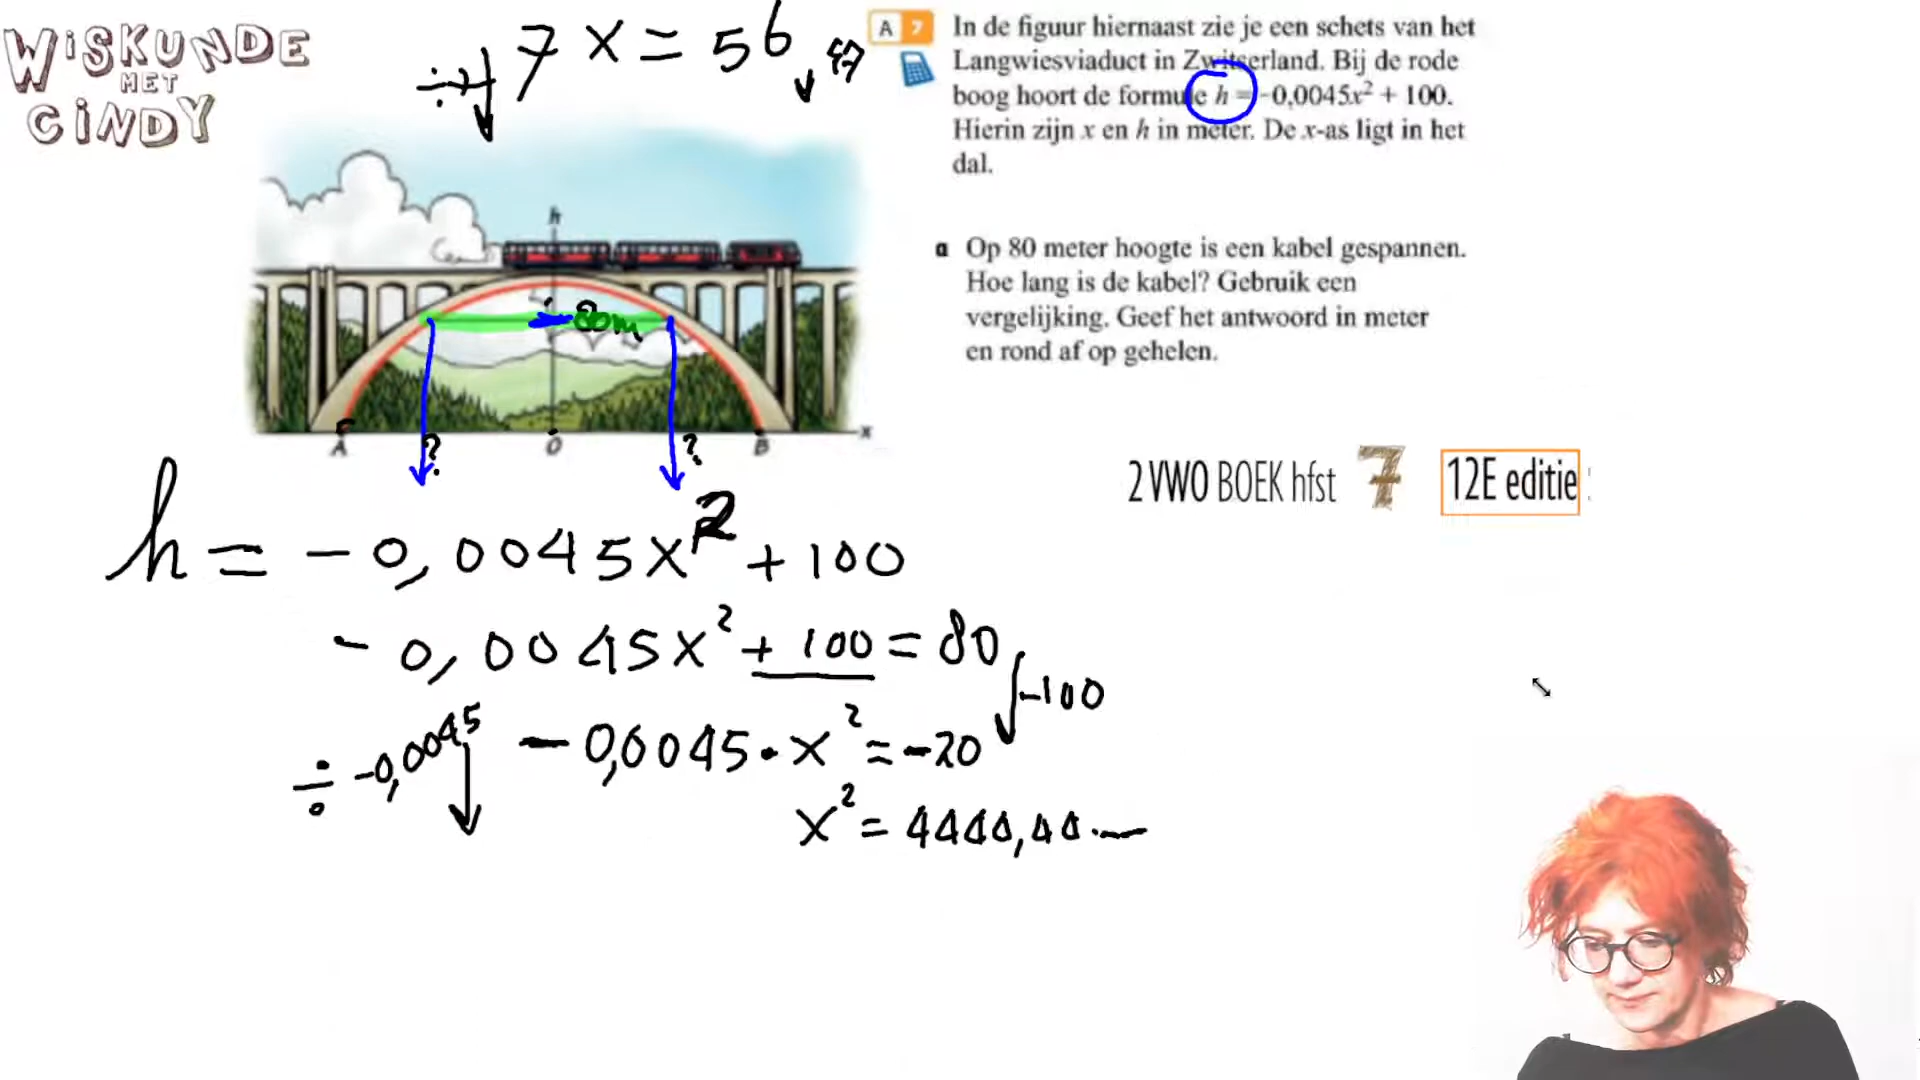 WiSKUNDE
MET
CiNDY
÷7 7x = 56 ÷7
A 7 In de figuur hiernaast zie je een schets van het
Langwiesviaduct in Zwitserland. Bij de rode
boog hoort de formule h = -0,0045x² + 100.
Hierin zijn x en h in meter. De x-as ligt in het
dal.
h
80m
A ? O ? B x
a Op 80 meter hoogte is een kabel gespannen.
Hoe lang is de kabel? Gebruik een
vergelijking. Geef het antwoord in meter
en rond af op gehelen.
2 VWO BOEK hfst 7 12E editie
h = -0,0045x² + 100
-0,0045x² + 100 = 80
-100
÷ -0,0045 -0,0045 · x² = -20
x² = 4444,44...